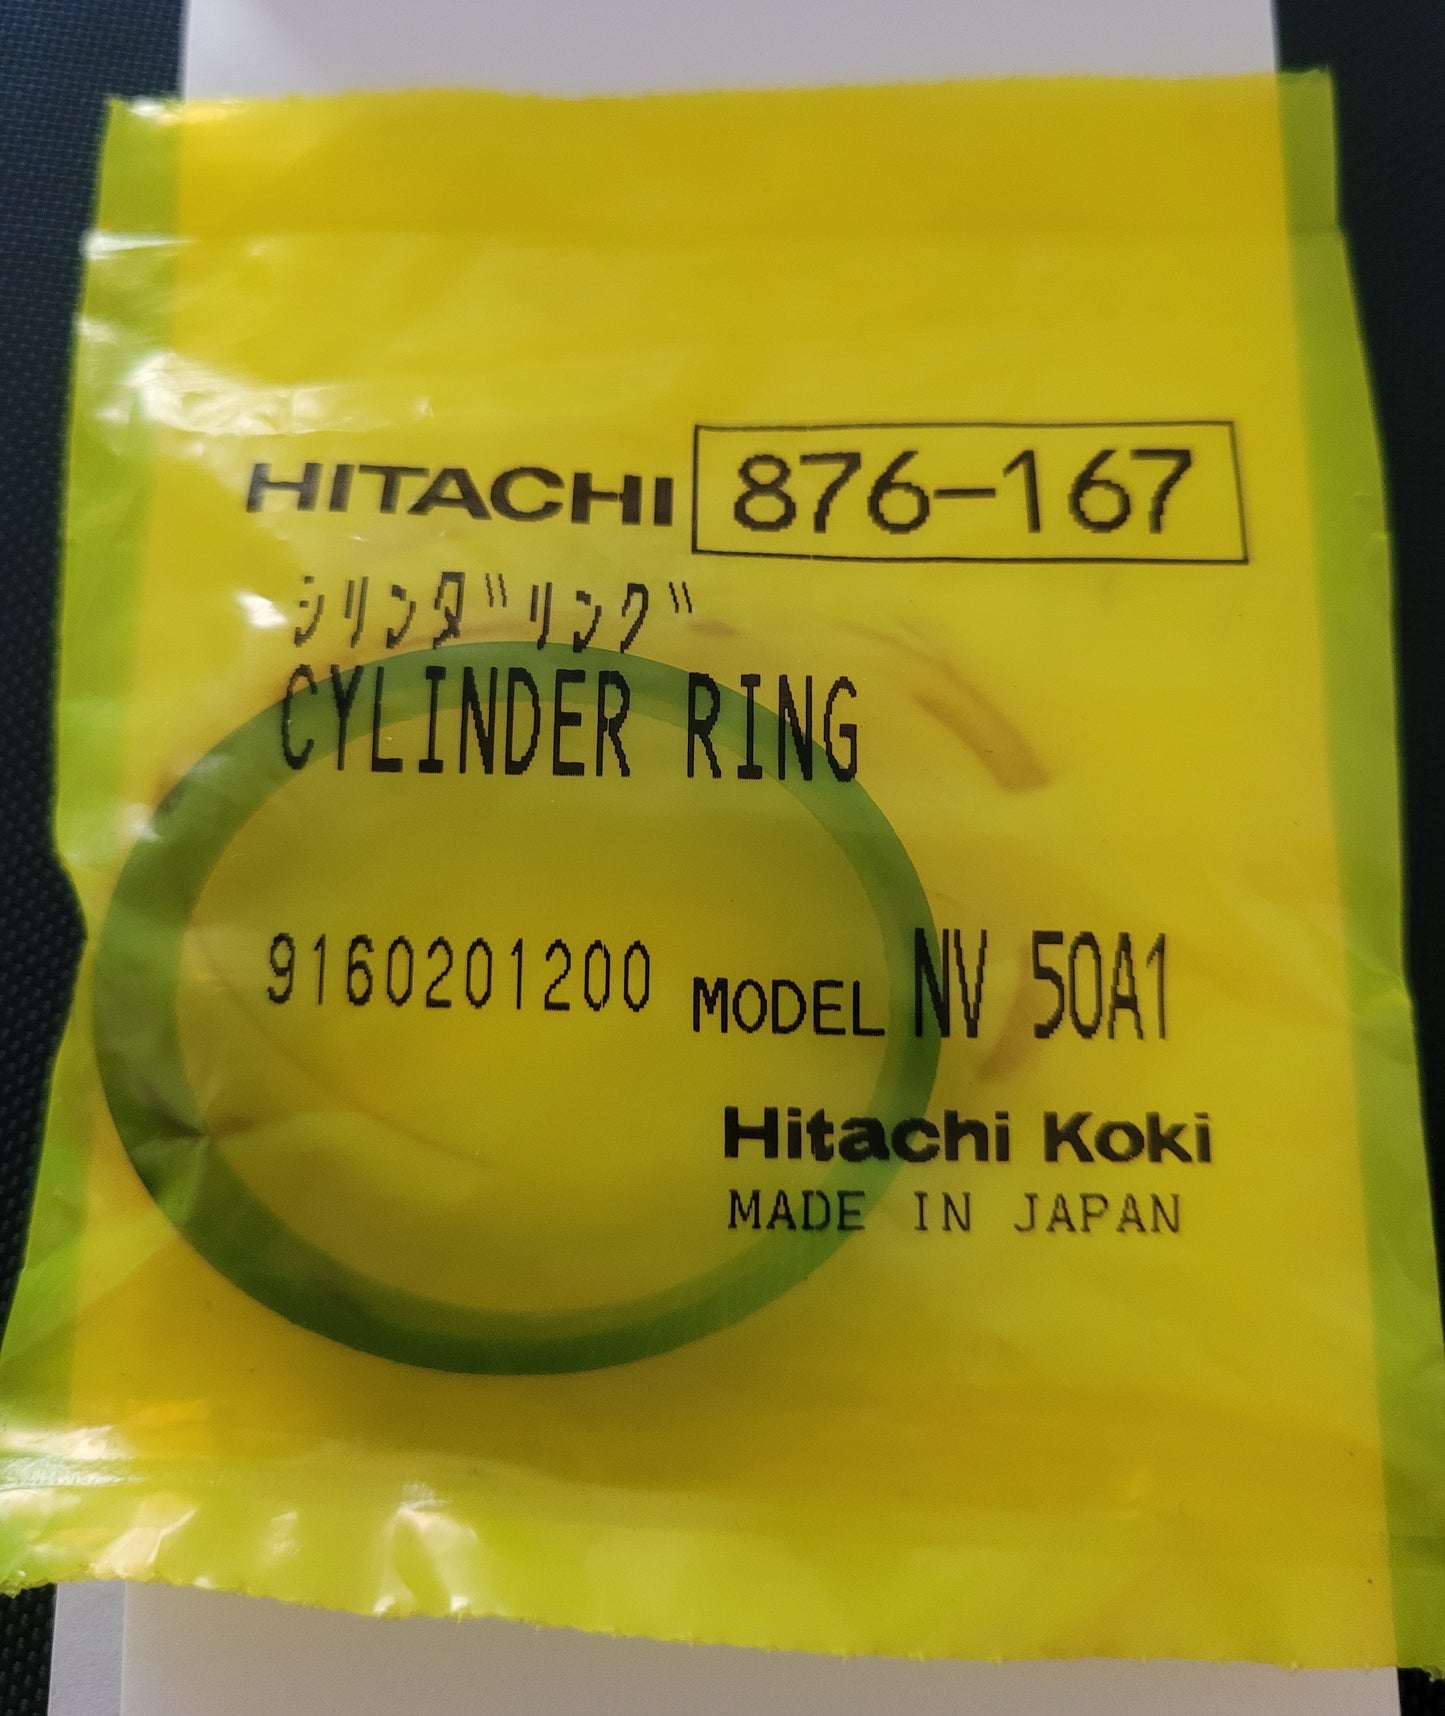 HITACHI 876-167
シリンダ゛リング゛
CYLINDER RING
9160201200 MODEL NV 50A1
Hitachi Koki
MADE IN JAPAN